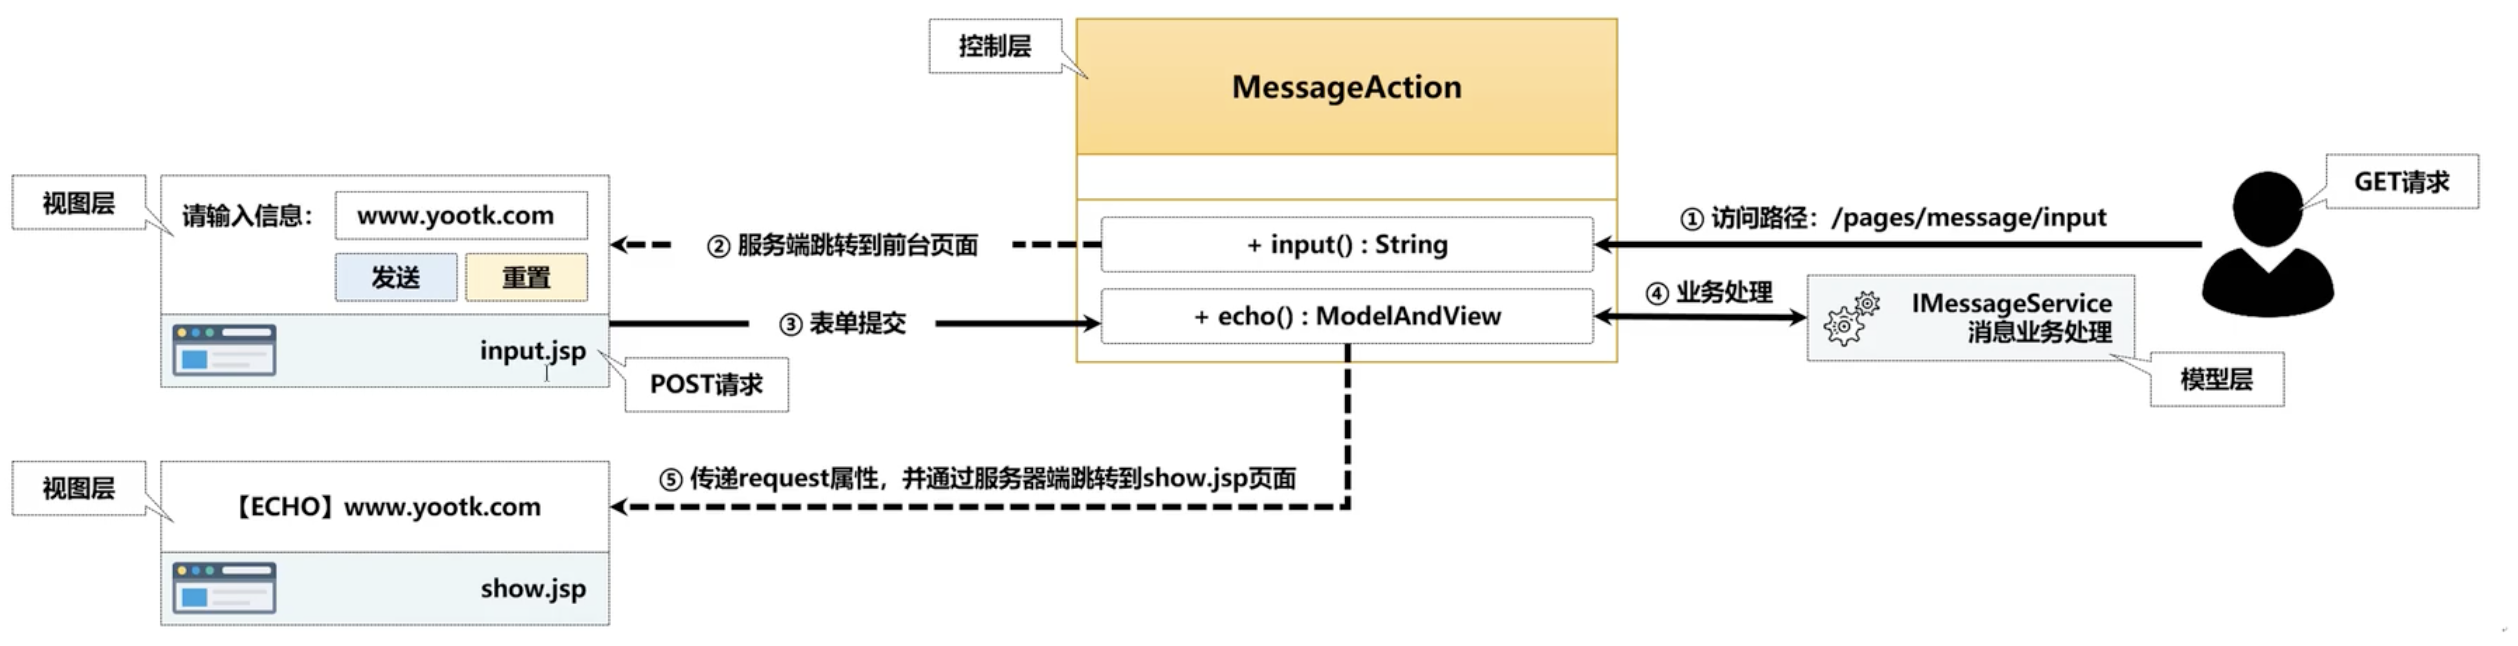 控制层
MessageAction
视图层
请输入信息：
www.yootk.com
发送
重置
input.jsp
POST请求
② 服务端跳转到前台页面
+ input() : String
① 访问路径：/pages/message/input
GET请求
③ 表单提交
+ echo() : ModelAndView
④ 业务处理
IMessageService
消息业务处理
模型层
视图层
【ECHO】www.yootk.com
show.jsp
⑤ 传递request属性，并通过服务器端跳转到show.jsp页面